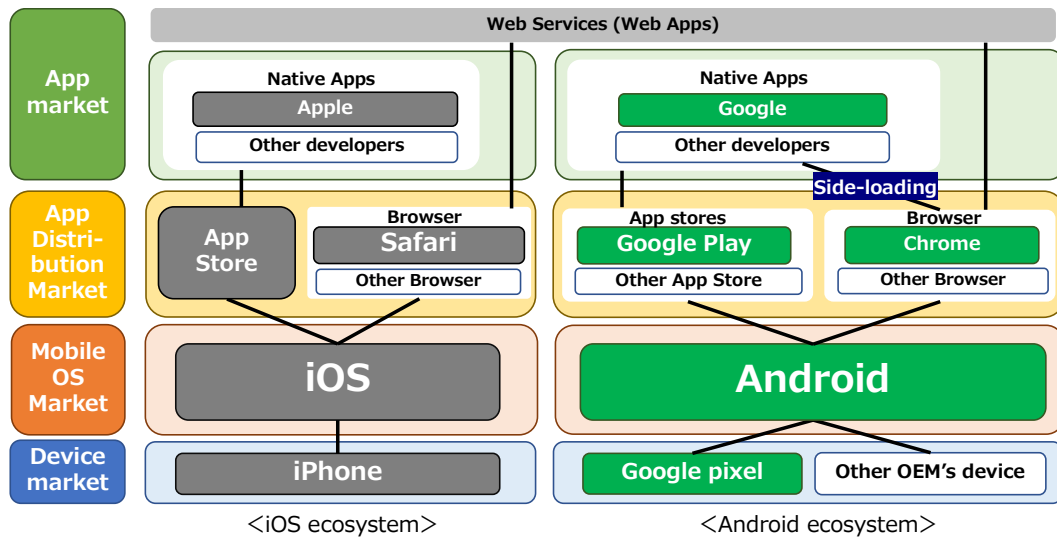 Web Services (Web Apps)
App
market
Native Apps
Apple
Other developers
Native Apps
Google
Other developers
Side-loading
App
Distri-
bution
Market
App
Store
Browser
Safari
Other Browser
App stores
Google Play
Other App Store
Browser
Chrome
Other Browser
Mobile
OS
Market
iOS
Android
Device
market
iPhone
Google pixel
Other OEM’s device
<iOS ecosystem>
<Android ecosystem>